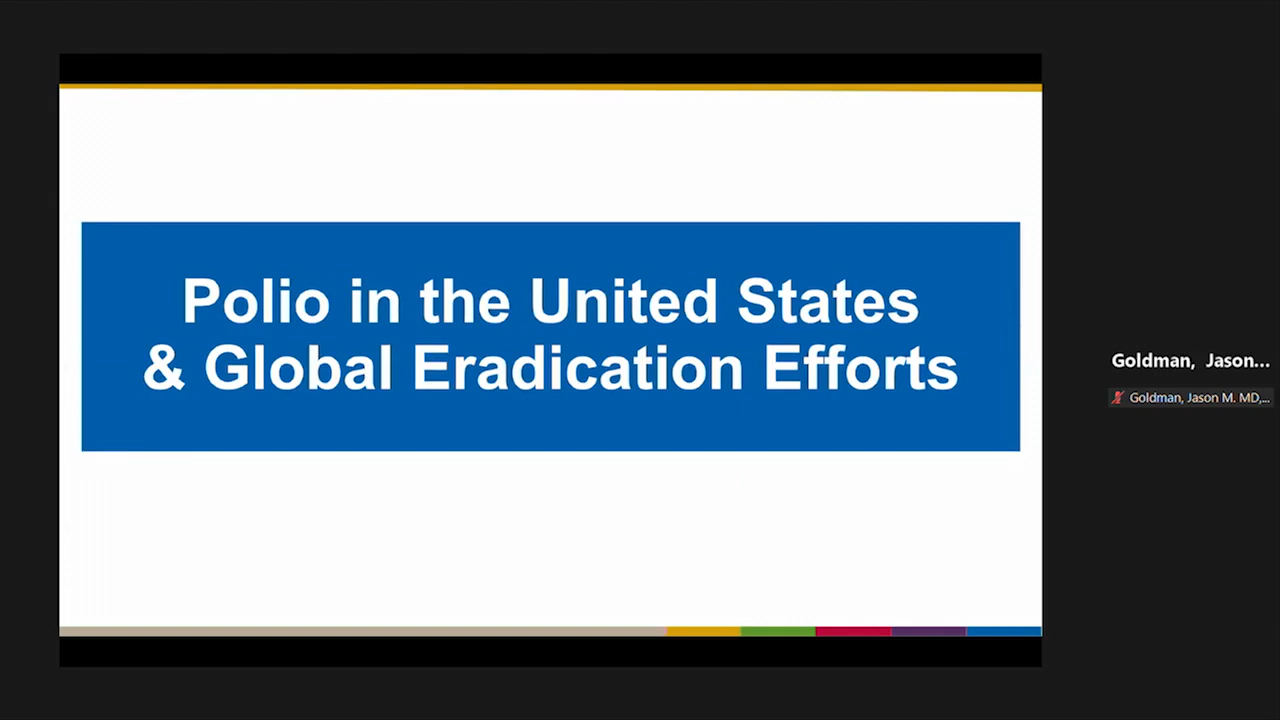 Polio in the United States
& Global Eradication Efforts
Goldman, Jason...
Goldman, Jason M. MD,...